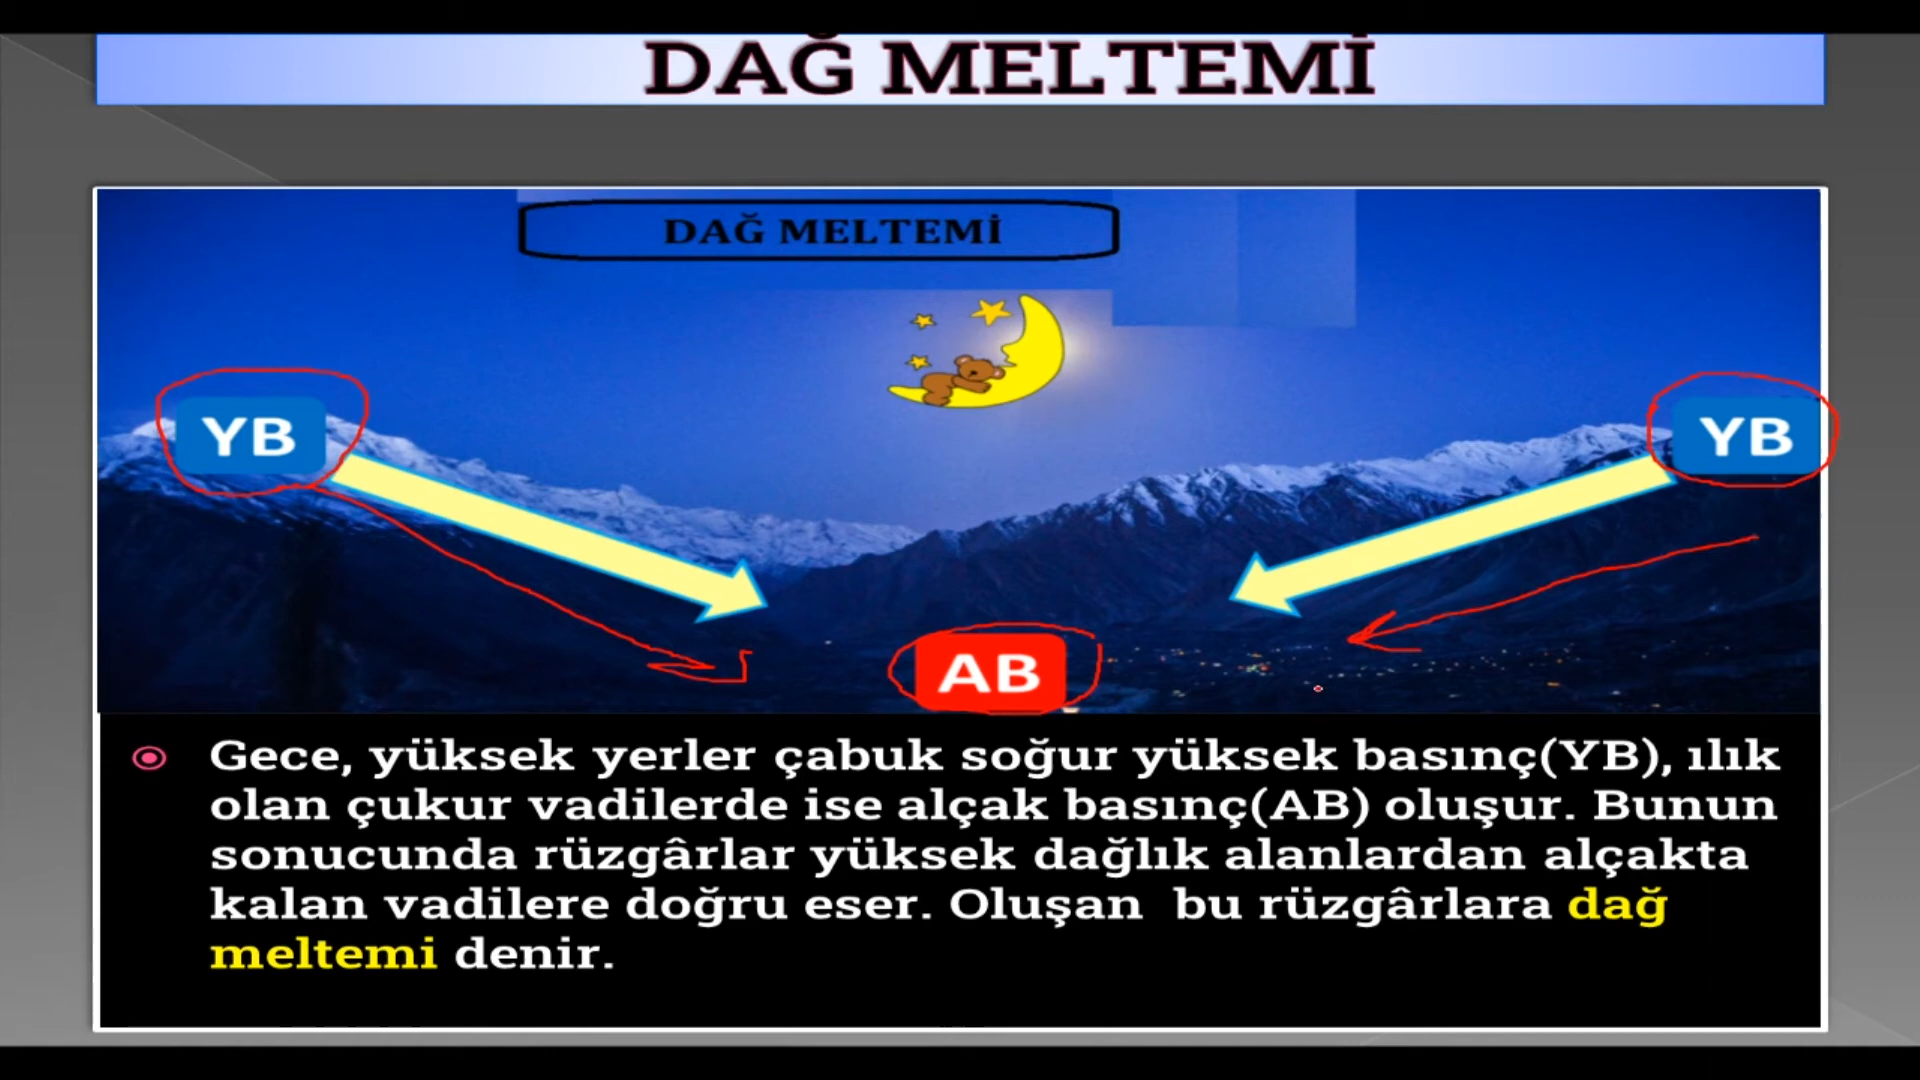 DAĞ MELTEMİ
DAĞ MELTEMİ
YB
YB
AB
Gece, yüksek yerler çabuk soğur yüksek basınç(YB), ılık
olan çukur vadilerde ise alçak basınç(AB) oluşur. Bunun
sonucunda rüzgârlar yüksek dağlık alanlardan alçakta
kalan vadilere doğru eser. Oluşan bu rüzgârlara dağ
meltemi denir.